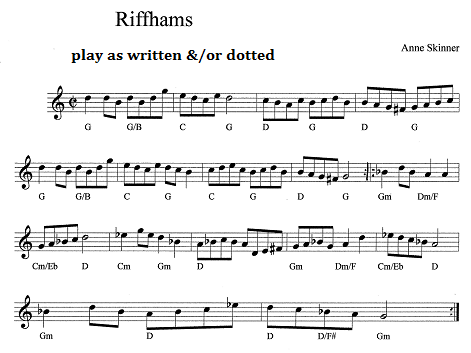 Riffhams
Anne Skinner
play as written &/or dotted
G G/B C G D G D G
G G/B C G C G D G Gm Dm/F
Cm/Eb D Cm Gm D Gm Dm/F Cm D
Gm D D D/F# Gm